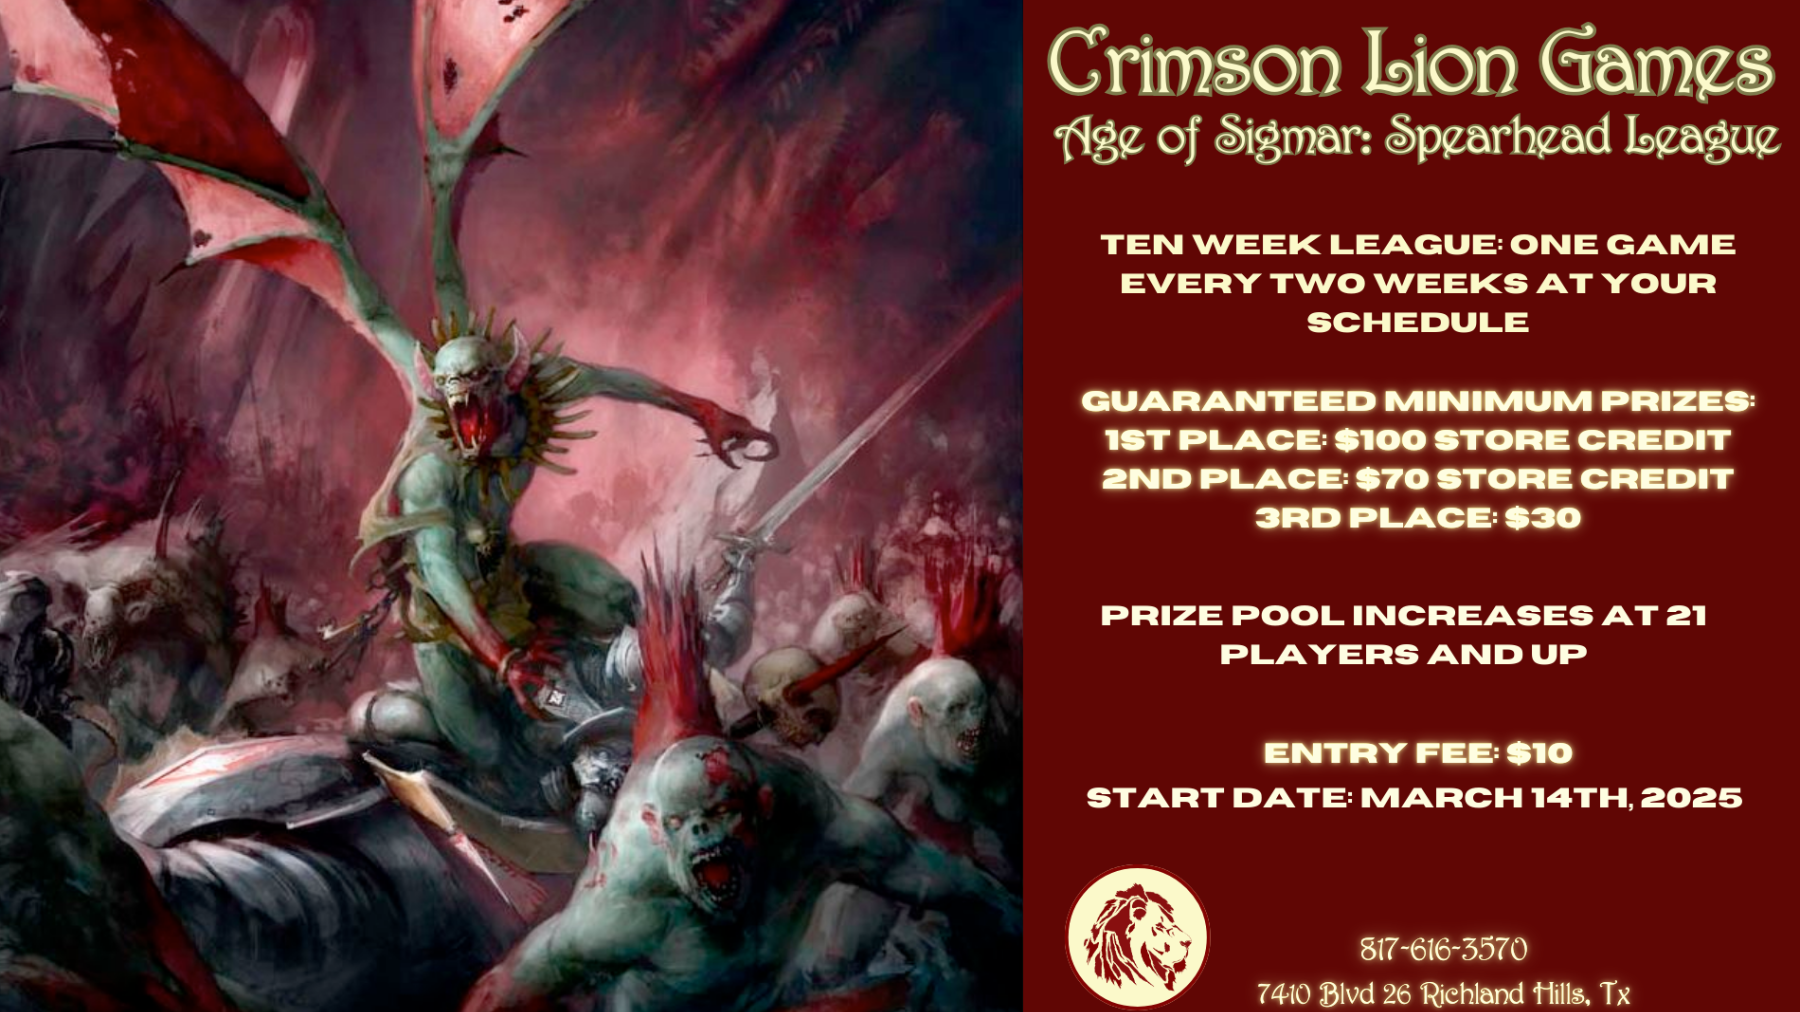 Crimson Lion Games
Age of Sigmar: Spearhead League
TEN WEEK LEAGUE: ONE GAME
EVERY TWO WEEKS AT YOUR
SCHEDULE
GUARANTEED MINIMUM PRIZES:
1ST PLACE: $100 STORE CREDIT
2ND PLACE: $70 STORE CREDIT
3RD PLACE: $30
PRIZE POOL INCREASES AT 21
PLAYERS AND UP
ENTRY FEE: $10
START DATE: MARCH 14TH, 2025
817-616-3570
7410 Blvd 26 Richland Hills, Tx